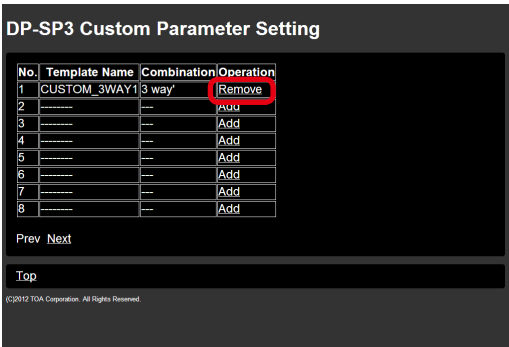 DP-SP3 Custom Parameter Setting
No. Template Name Combination Operation
1 CUSTOM_3WAY1 3 way' Remove
2 -------- --- Add
3 -------- --- Add
4 -------- --- Add
5 -------- --- Add
6 -------- --- Add
7 -------- --- Add
8 -------- --- Add
Prev Next
Top
(C)2012 TOA Corporation. All Rights Reserved.